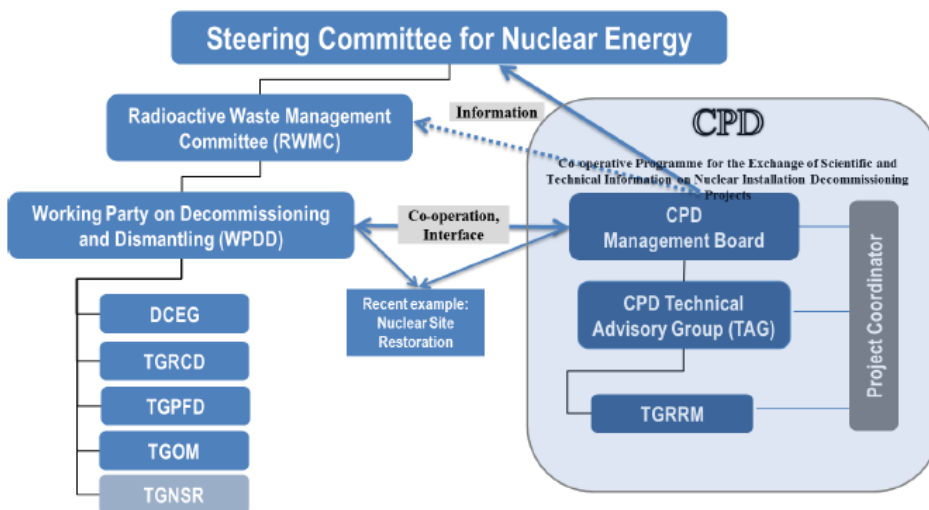 Steering Committee for Nuclear Energy
Radioactive Waste Management
Committee (RWMC)
Information
CPD
Co-operative Programme for the Exchange of Scientific and
Technical Information on Nuclear Installation Decommissioning
Projects
Working Party on Decommissioning
and Dismantling (WPDD)
Co-operation,
Interface
CPD
Management Board
Recent example:
Nuclear Site
Restoration
CPD Technical
Advisory Group (TAG)
TGRRM
Project Coordinator
DCEG
TGRCD
TGPFD
TGOM
TGNSR